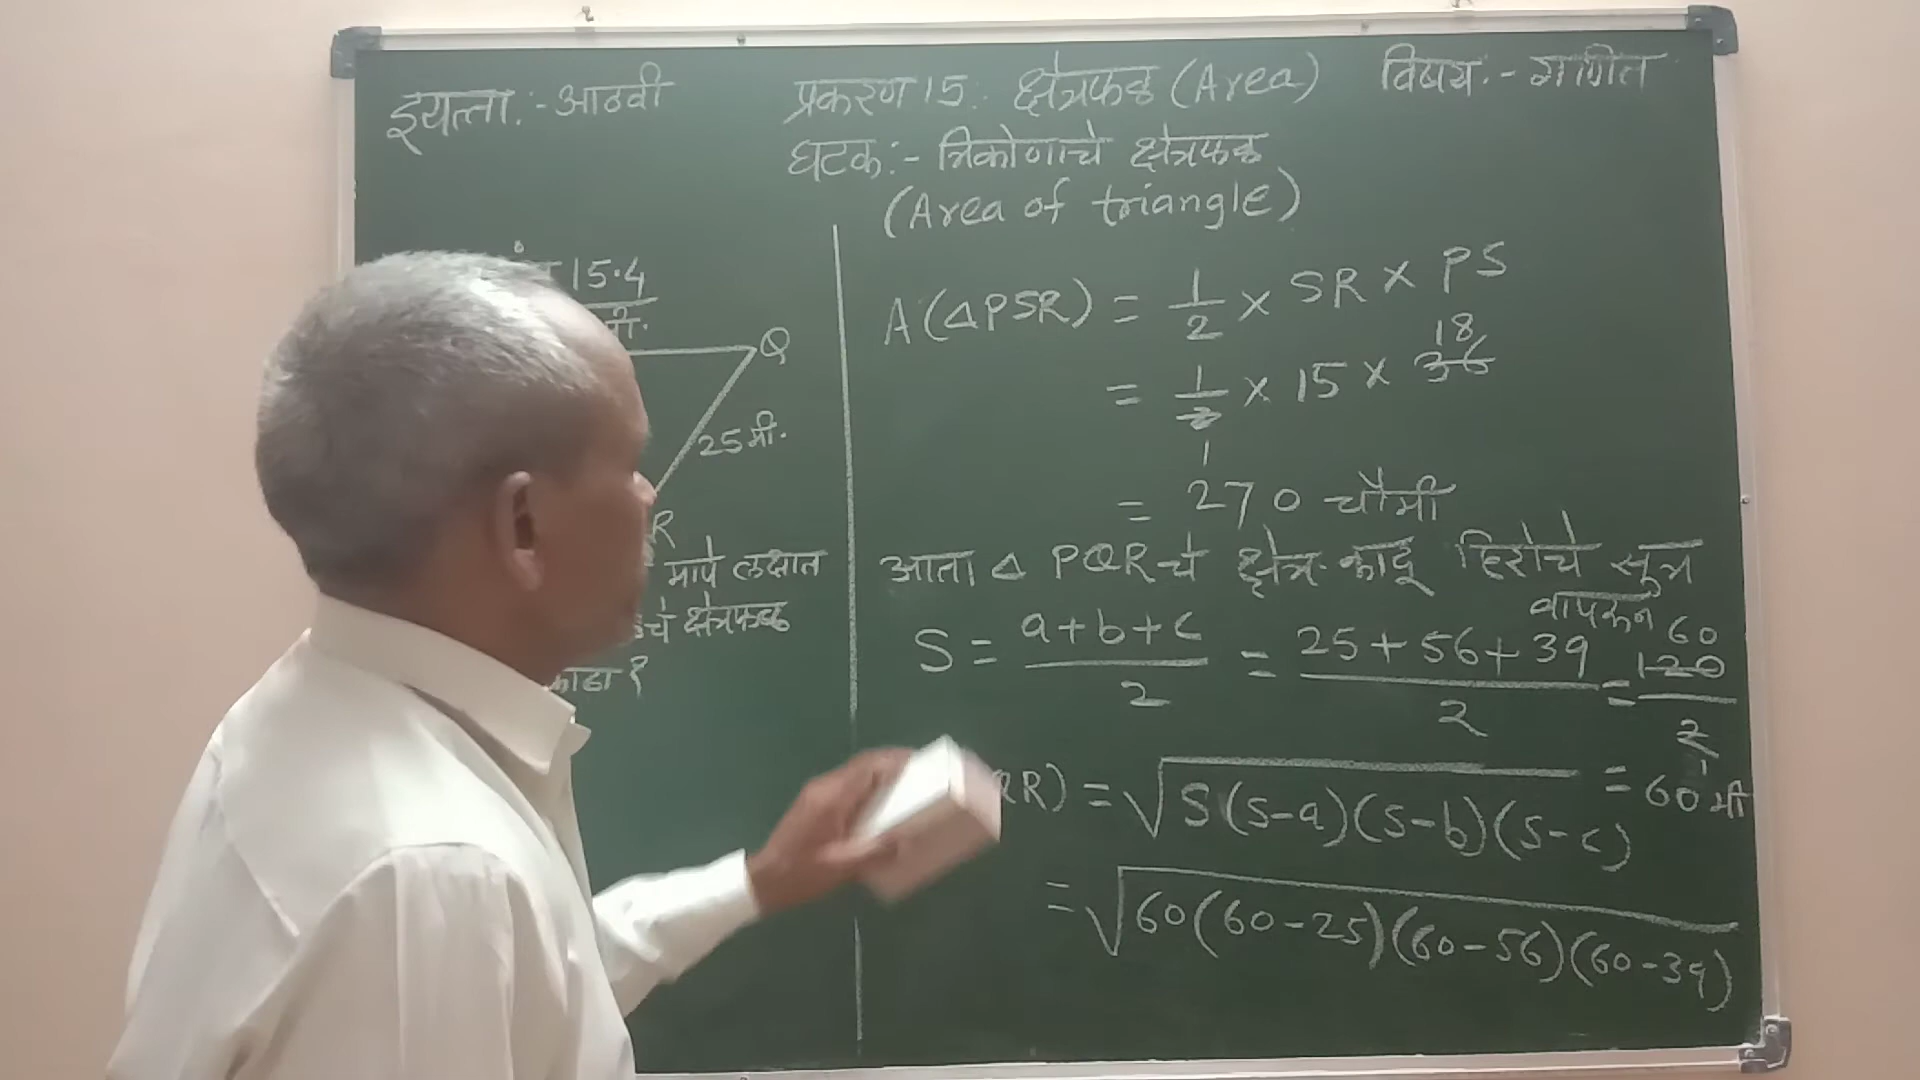 इयत्ता:- आठवी
प्रकरण 15:- क्षेत्रफळ (Area)
विषय:- गणित
घटक:- त्रिकोणाचे क्षेत्रफळ
(Area of triangle)
15.4
मी.
Q
25 मी.
R
मापे लक्षात
चे क्षेत्रफळ
काढा ?
A(△PSR) = 1/2 × SR × PS
18
= 1/2 × 15 × 36
1
= 270 चौमी
आता △ PQR चे क्षेत्र. काढू हिरोचे सूत्र
वापरून
S = a+b+c/2 = 25+56+39/2 = 120/2
60
1
= 60 मी
QR) = √S(S-a)(S-b)(S-c)
= √60(60-25)(60-56)(60-39)